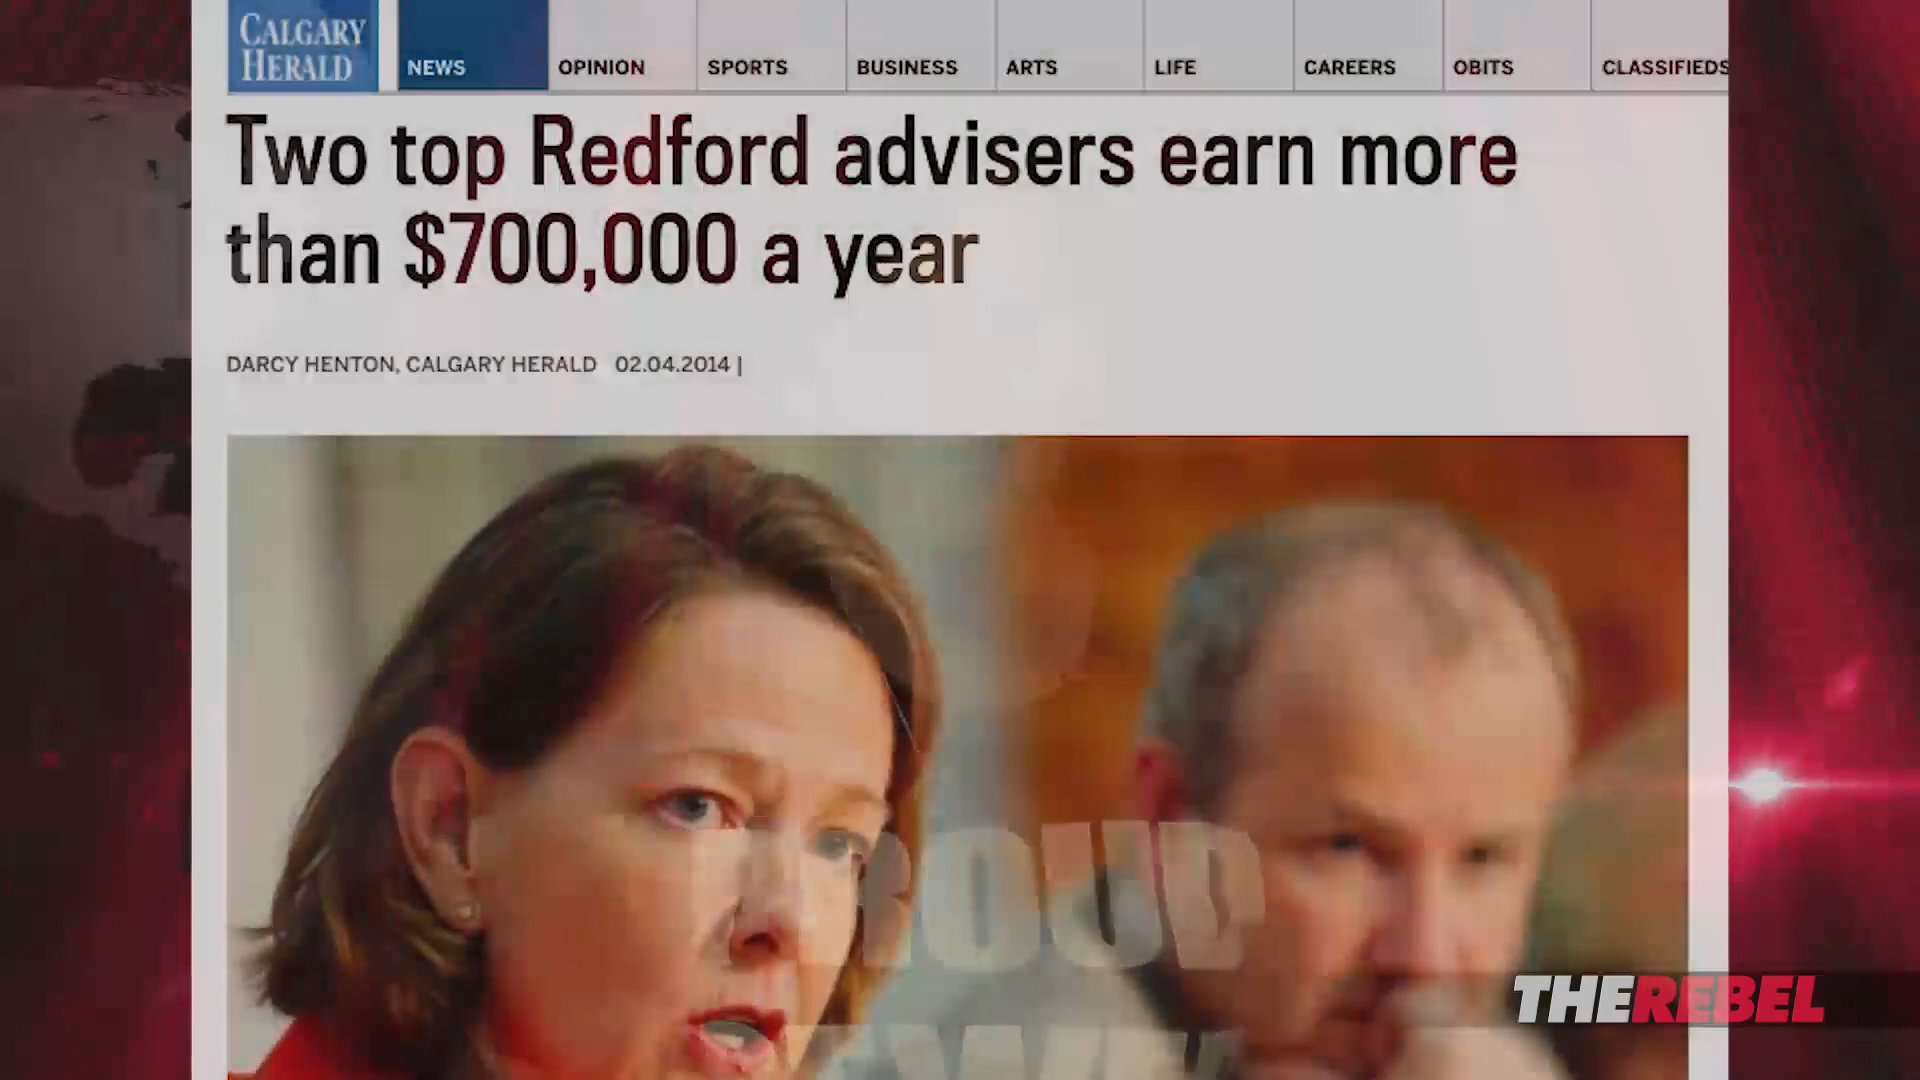 CALGARY
HERALD
NEWS OPINION SPORTS BUSINESS ARTS LIFE CAREERS OBITS CLASSIFIEDS
Two top Redford advisers earn more
than $700,000 a year
DARCY HENTON, CALGARY HERALD 02.04.2014 |
THEREBEL